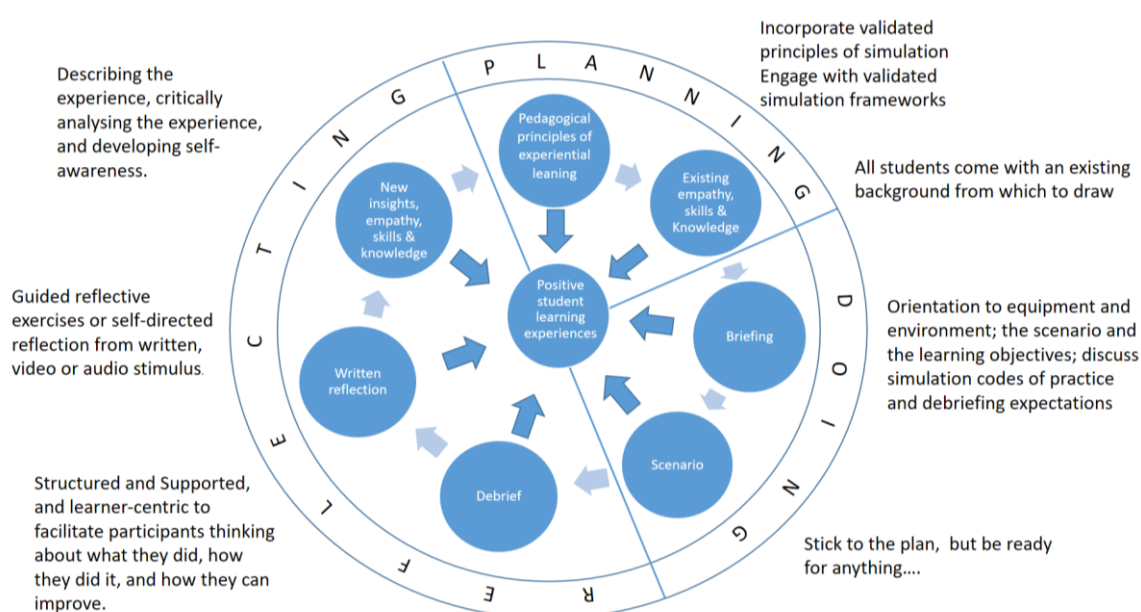 Incorporate validated
principles of simulation
Engage with validated
simulation frameworks
Describing the
experience, critically
analysing the experience,
and developing self-
awareness.
PLANNING
Pedagogical
principles of
experiential
leaning
Existing
empathy,
skills &
Knowledge
All students come with an existing
background from which to draw
New
insights,
empathy,
skills &
knowledge
Positive
student
learning
experiences
DOING
Briefing
Orientation to equipment and
environment; the scenario and
the learning objectives; discuss
simulation codes of practice
and debriefing expectations
Guided reflective
exercises or self-directed
reflection from written,
video or audio stimulus.
Written
reflection
Scenario
Debrief
REFLECTING
Structured and Supported,
and learner-centric to
facilitate participants thinking
about what they did, how
they did it, and how they can
improve.
Stick to the plan, but be ready
for anything....